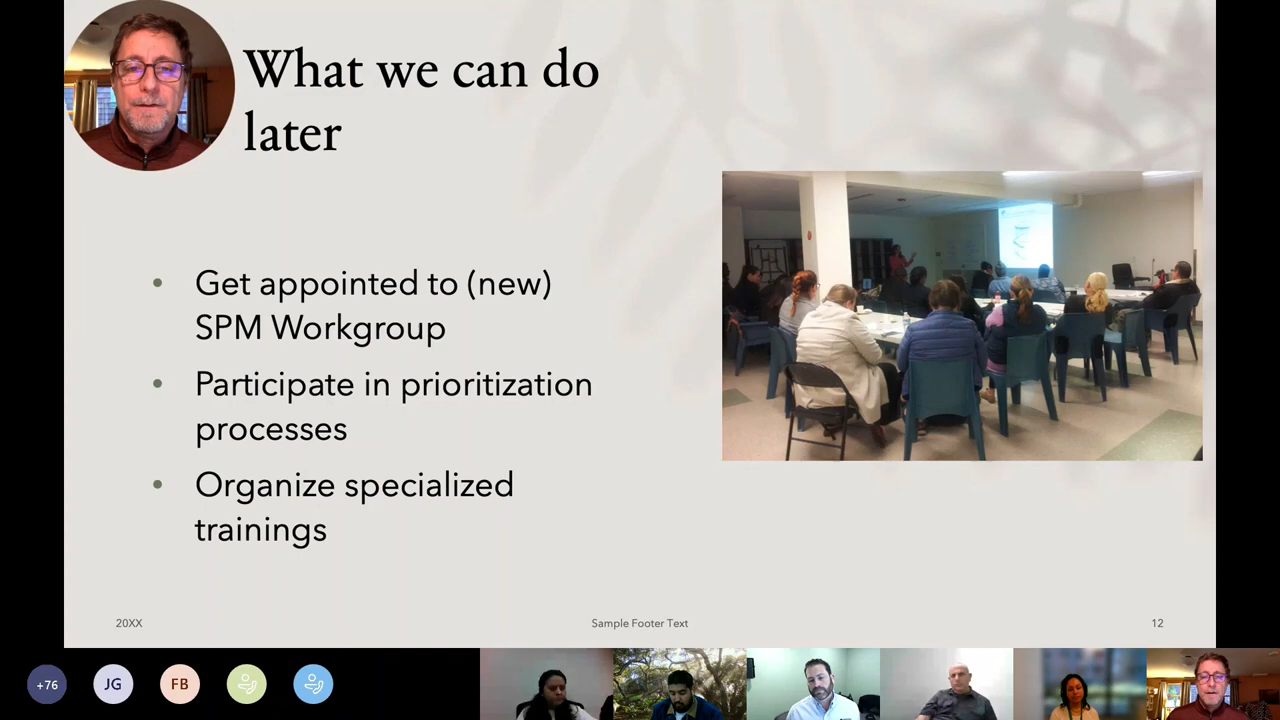 What we can do
later
• Get appointed to (new)
SPM Workgroup
• Participate in prioritization
processes
• Organize specialized
trainings
20XX
Sample Footer Text
12
+76
JG
FB